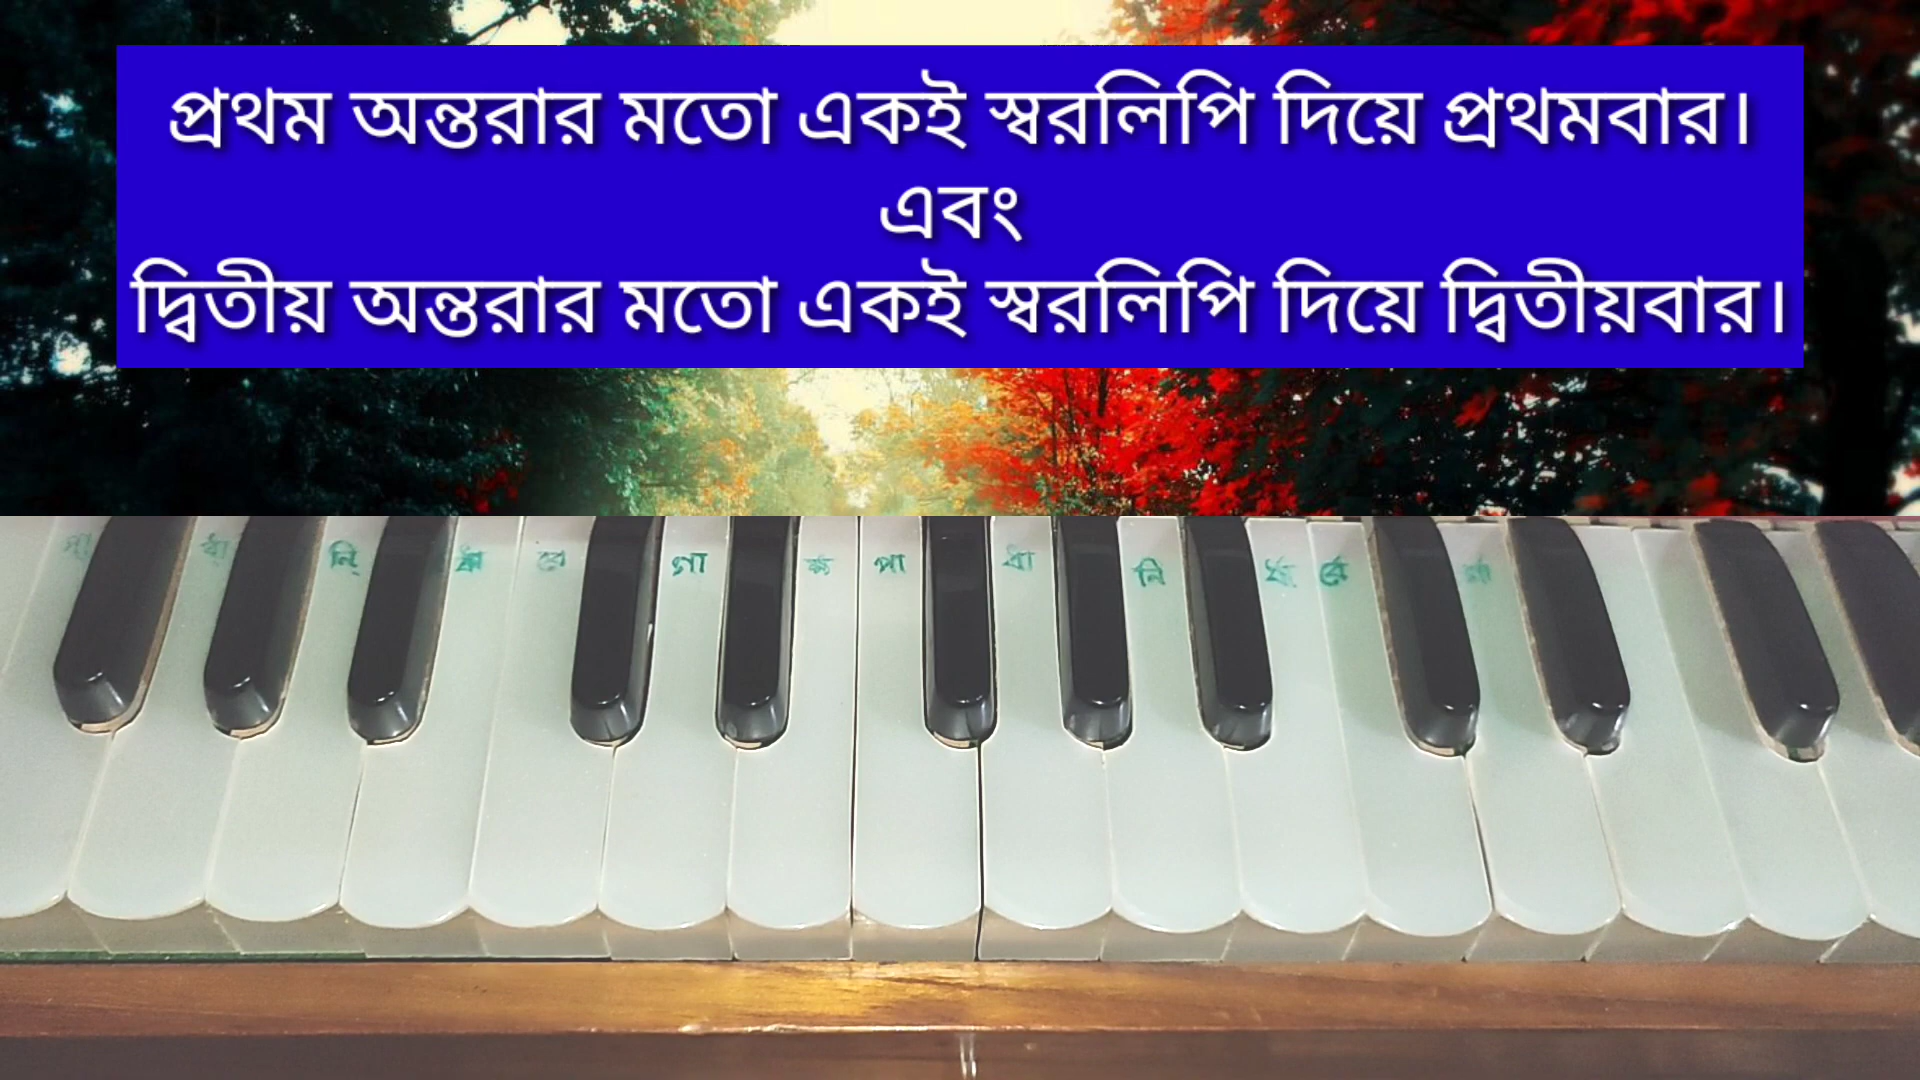 প্রথম অন্তরার মতো একই স্বরলিপি দিয়ে প্রথমবার।
এবং
দ্বিতীয় অন্তরার মতো একই স্বরলিপি দিয়ে দ্বিতীয়বার।
নি গা পা ধা নি